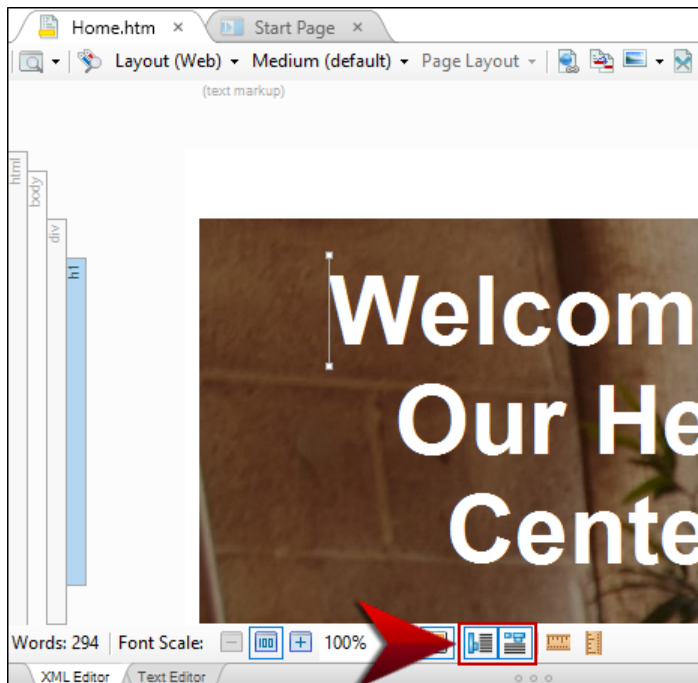 Home.htm × Start Page ×
Layout (Web) Medium (default) Page Layout
(text markup)
html
body
div
h1
Welcom
Our He
Cente
Words: 294 Font Scale: 100 100%
XML Editor Text Editor